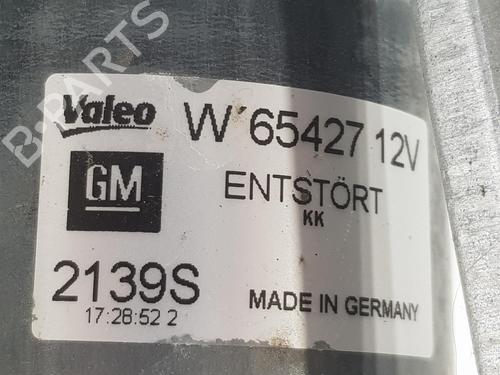 B-PARTS
Valeo W 65427 12V
GM ENTSTÖRT
KK
2139S MADE IN GERMANY
17:28:52 2